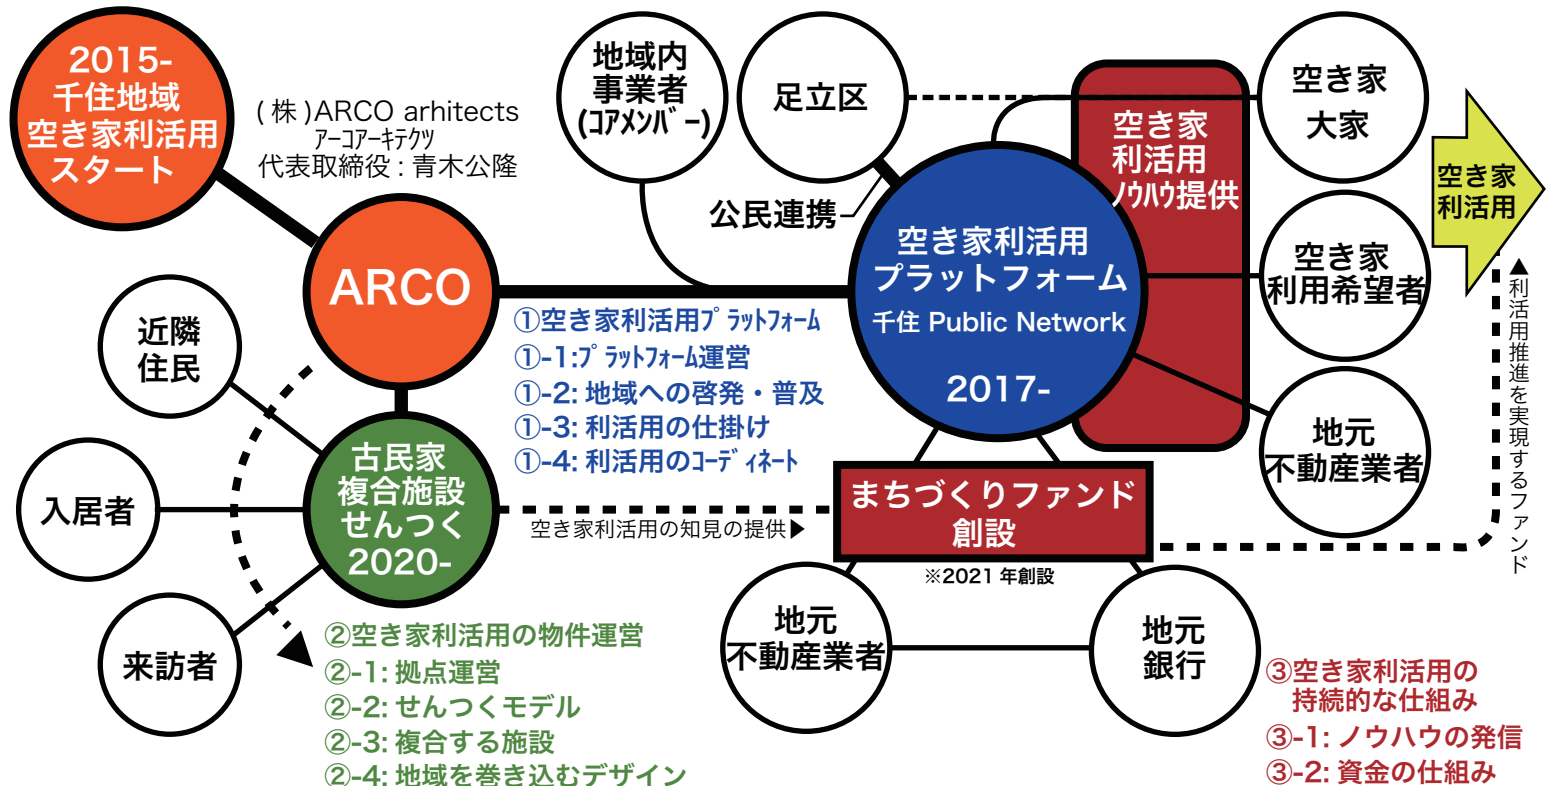 2015-
千住地域
空き家利活用
スタート
(株)ARCO arhitects
ｱｰｺｱｰｷﾃｸﾂ
代表取締役:青木公隆
ARCO
地域内
事業者
(ｺｱﾒﾝﾊﾞｰ)
足立区
公民連携
空き家利活用
プラットフォーム
千住 Public Network
2017-
空き家
利活用
ﾉｳﾊｳ提供
空き家
大家
空き家
利用希望者
地元
不動産業者
空き家
利活用
▲利活用推進を実現するファンド
①空き家利活用ﾌﾟﾗｯﾄﾌｫｰﾑ
①-1:ﾌﾟﾗｯﾄﾌｫｰﾑ運営
①-2: 地域への啓発・普及
①-3: 利活用の仕掛け
①-4: 利活用のｺｰﾃﾞｨﾈｰﾄ
近隣
住民
入居者
来訪者
古民家
複合施設
せんつく
2020-
空き家利活用の知見の提供▶
まちづくりファンド
創設
※2021 年創設
地元
不動産業者
地元
銀行
②空き家利活用の物件運営
②-1: 拠点運営
②-2: せんつくモデル
②-3: 複合する施設
②-4: 地域を巻き込むデザイン
③空き家利活用の
持続的な仕組み
③-1: ノウハウの発信
③-2: 資金の仕組み